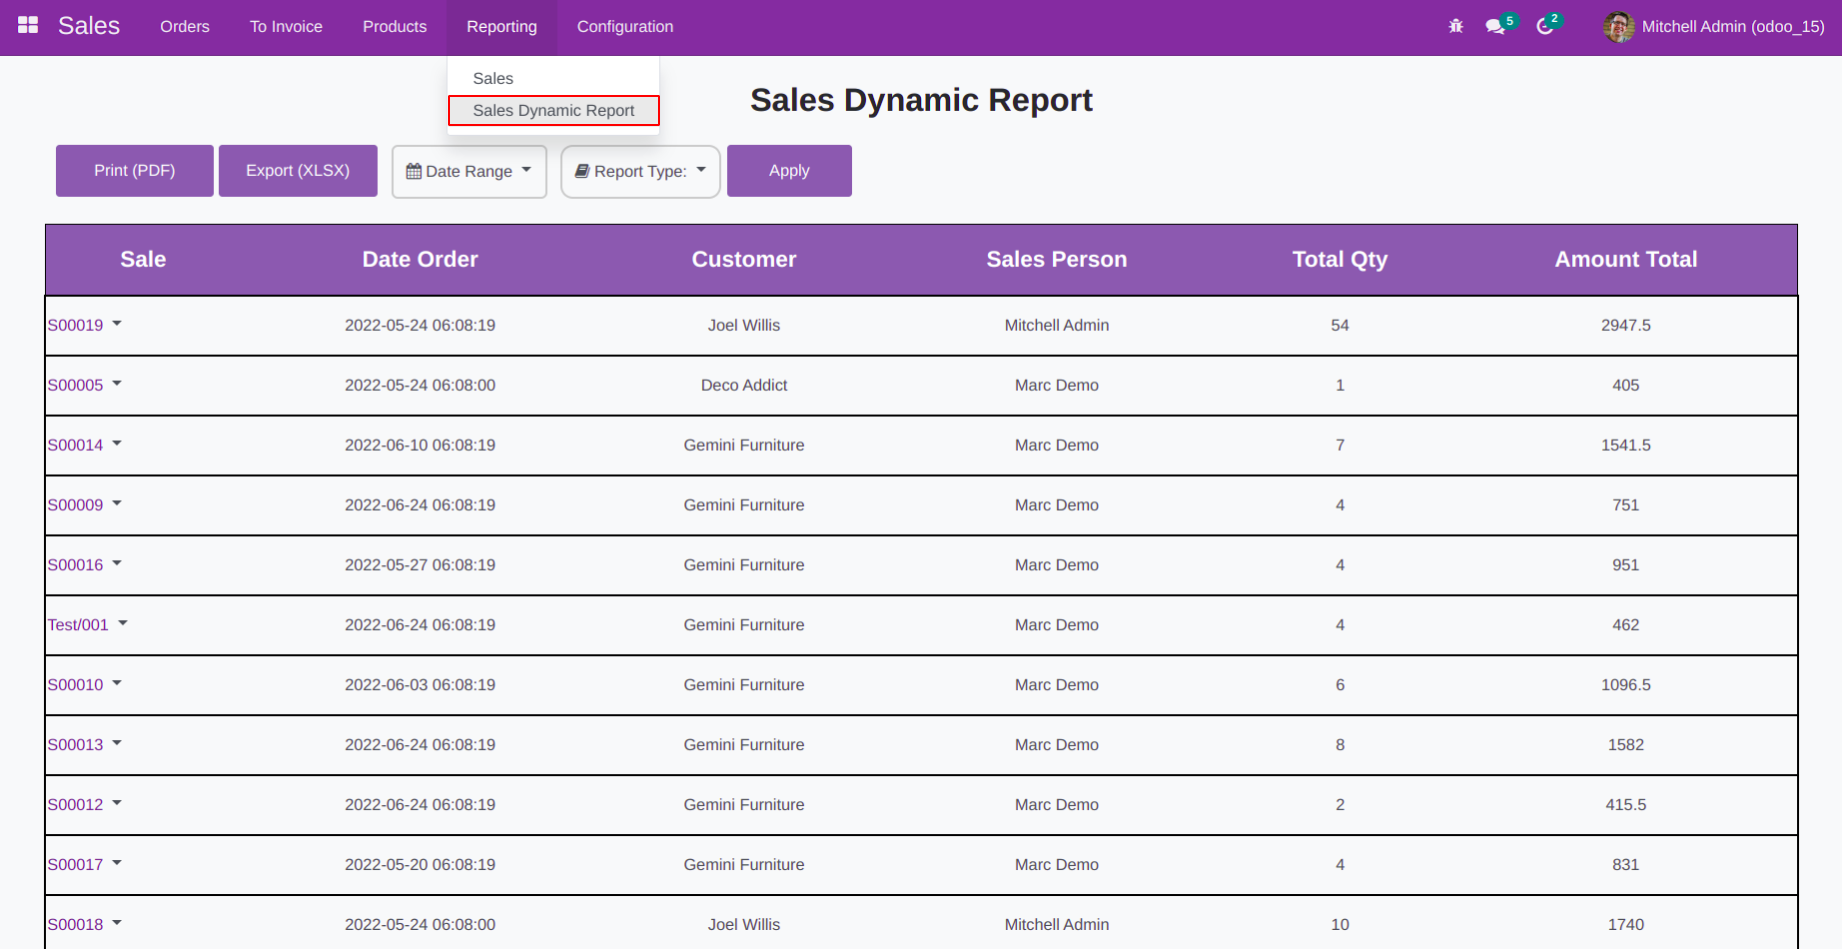 Sales Orders To Invoice Products Reporting Configuration 5 2 Mitchell Admin (odoo_15)
Sales
Sales Dynamic Report
Sales Dynamic Report
Print (PDF) Export (XLSX) Date Range Report Type: Apply
Sale Date Order Customer Sales Person Total Qty Amount Total
S00019 2022-05-24 06:08:19 Joel Willis Mitchell Admin 54 2947.5
S00005 2022-05-24 06:08:00 Deco Addict Marc Demo 1 405
S00014 2022-06-10 06:08:19 Gemini Furniture Marc Demo 7 1541.5
S00009 2022-06-24 06:08:19 Gemini Furniture Marc Demo 4 751
S00016 2022-05-27 06:08:19 Gemini Furniture Marc Demo 4 951
Test/001 2022-06-24 06:08:19 Gemini Furniture Marc Demo 4 462
S00010 2022-06-03 06:08:19 Gemini Furniture Marc Demo 6 1096.5
S00013 2022-06-24 06:08:19 Gemini Furniture Marc Demo 8 1582
S00012 2022-06-24 06:08:19 Gemini Furniture Marc Demo 2 415.5
S00017 2022-05-20 06:08:19 Gemini Furniture Marc Demo 4 831
S00018 2022-05-24 06:08:00 Joel Willis Mitchell Admin 10 1740